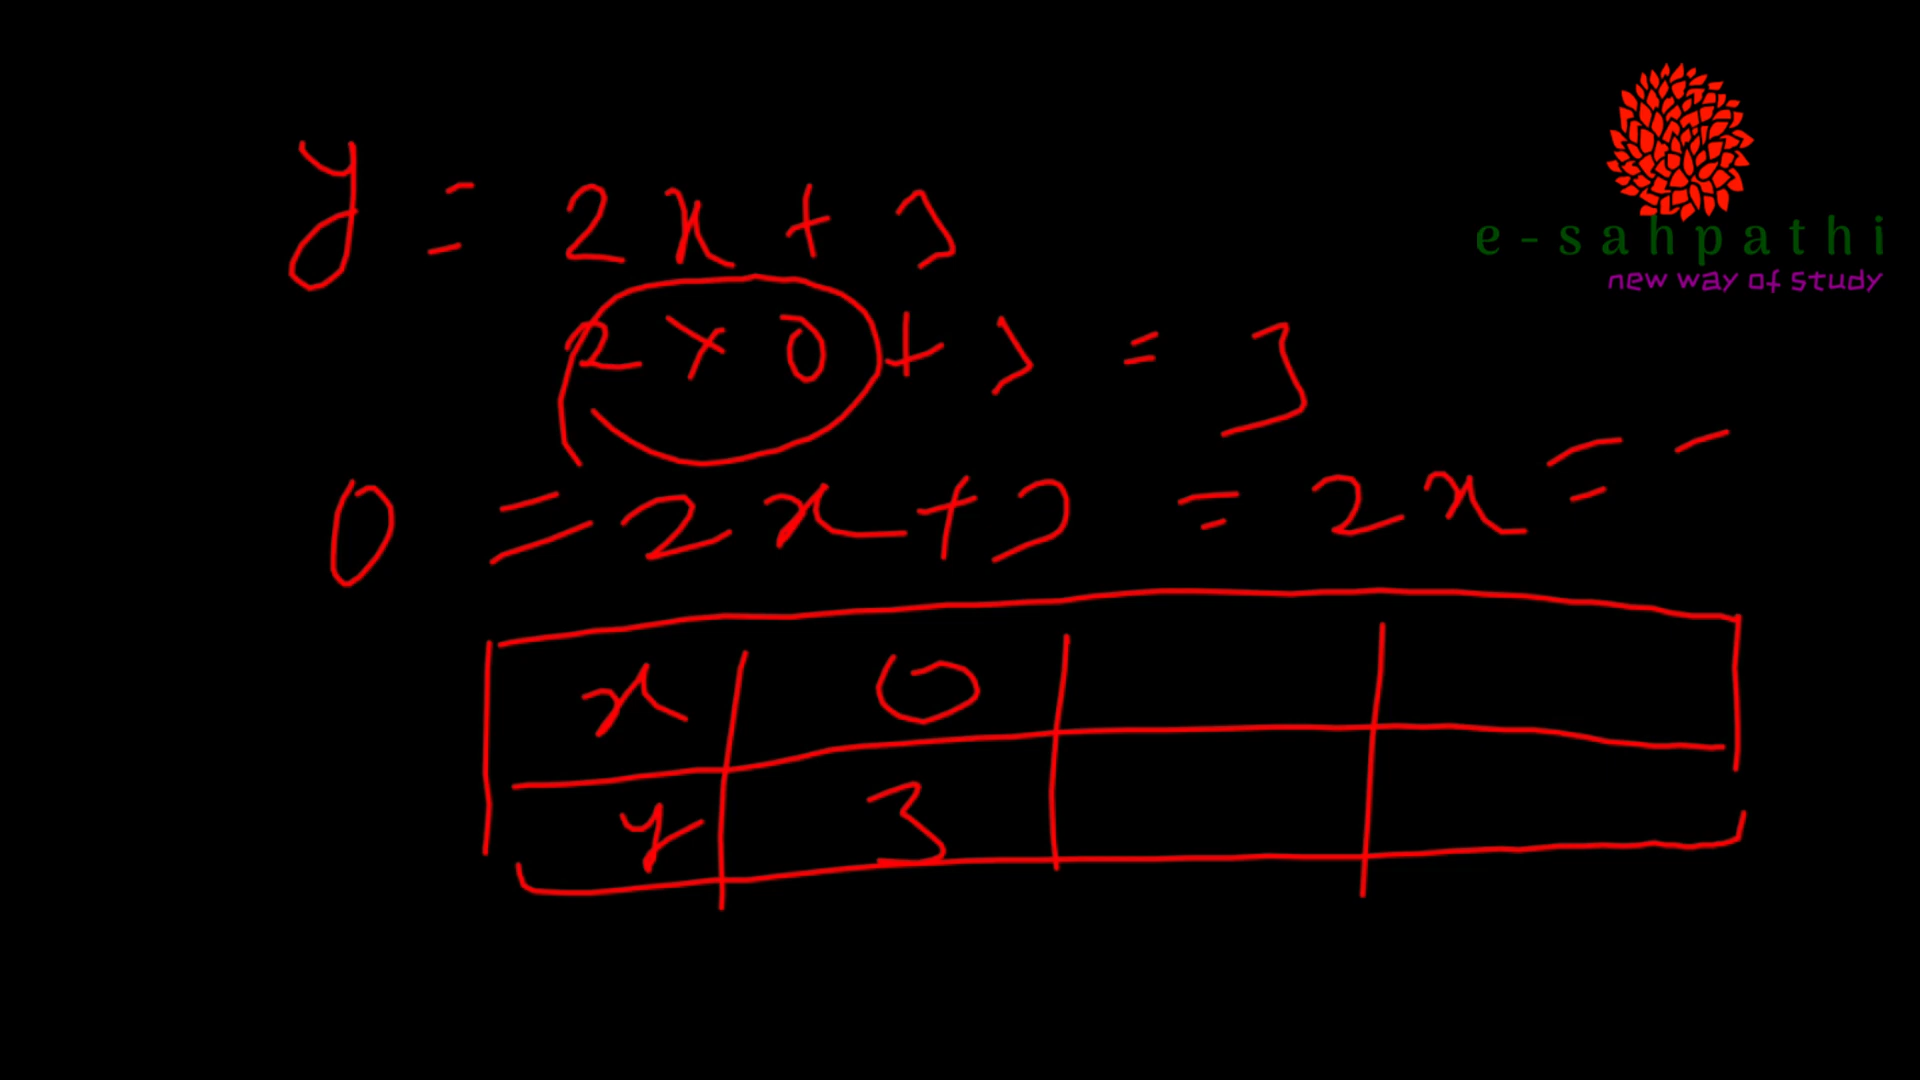 y = 2x + 3
e-sahpathi
new way of study
2 × 0 + 3 = 3
0 = 2x + 3 = 2x = -
x 0
y 3